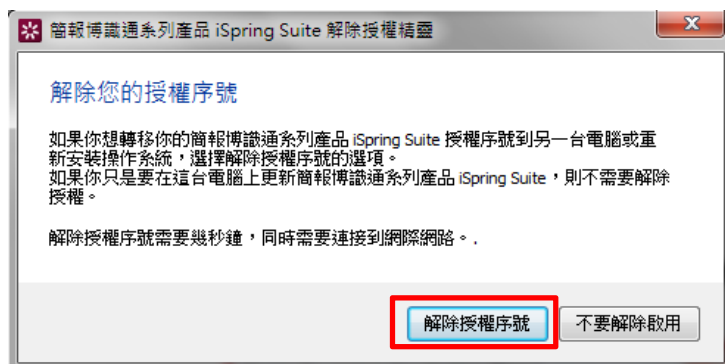 簡報博識通系列產品 iSpring Suite 解除授權精靈
解除您的授權序號
如果你想轉移你的簡報博識通系列產品 iSpring Suite 授權序號到另一台電腦或重
新安裝操作系統，選擇解除授權序號的選項。
如果你只是要在這台電腦上更新簡報博識通系列產品 iSpring Suite，則不需要解除
授權。
解除授權序號需要幾秒鐘，同時需要連接到網際網路。.
解除授權序號
不要解除啟用